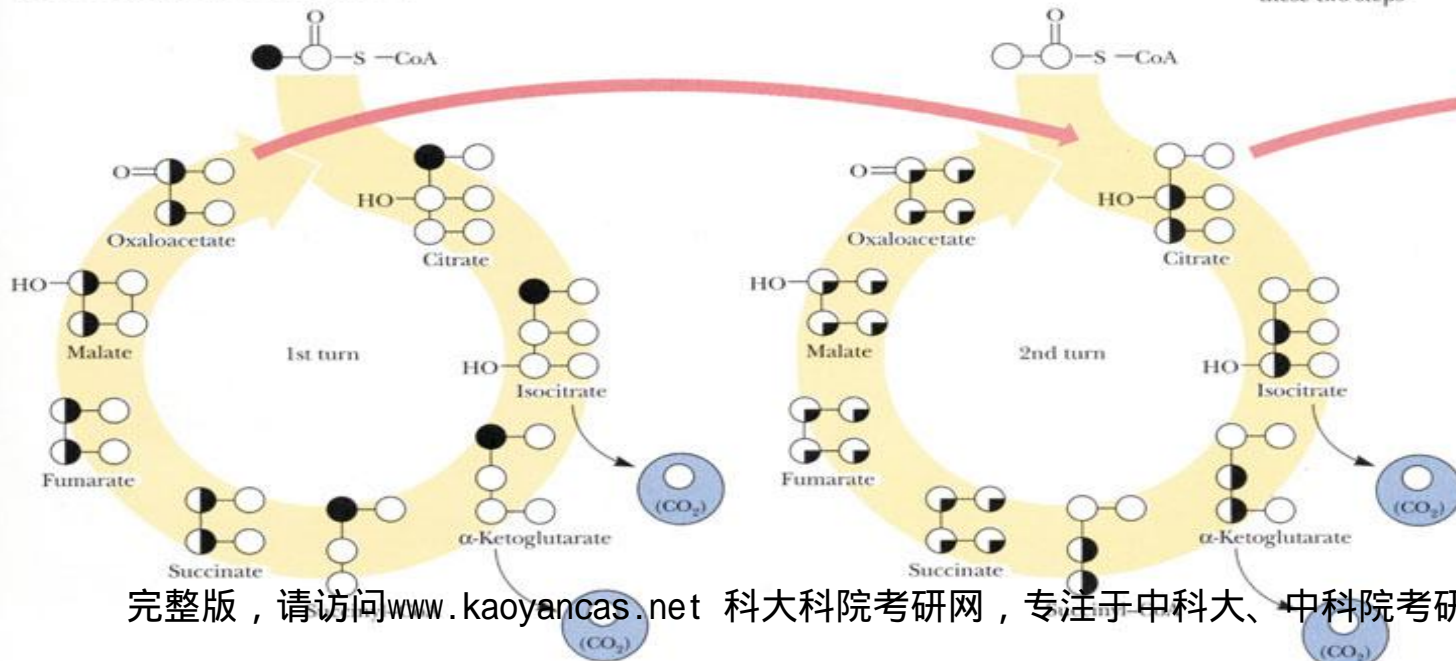 these two steps
O
S—CoA
O
S—CoA
O
Oxaloacetate
HO
Citrate
HO
Malate
1st turn
HO
Isocitrate
Fumarate
(CO₂)
α-Ketoglutarate
Succinate
(CO₂)
O
Oxaloacetate
HO
Citrate
HO
Malate
2nd turn
HO
Isocitrate
Fumarate
(CO₂)
α-Ketoglutarate
Succinate
(CO₂)
完整版，请访问www.kaoyancas.net 科大科院考研网，专注于中科大、中科院考研